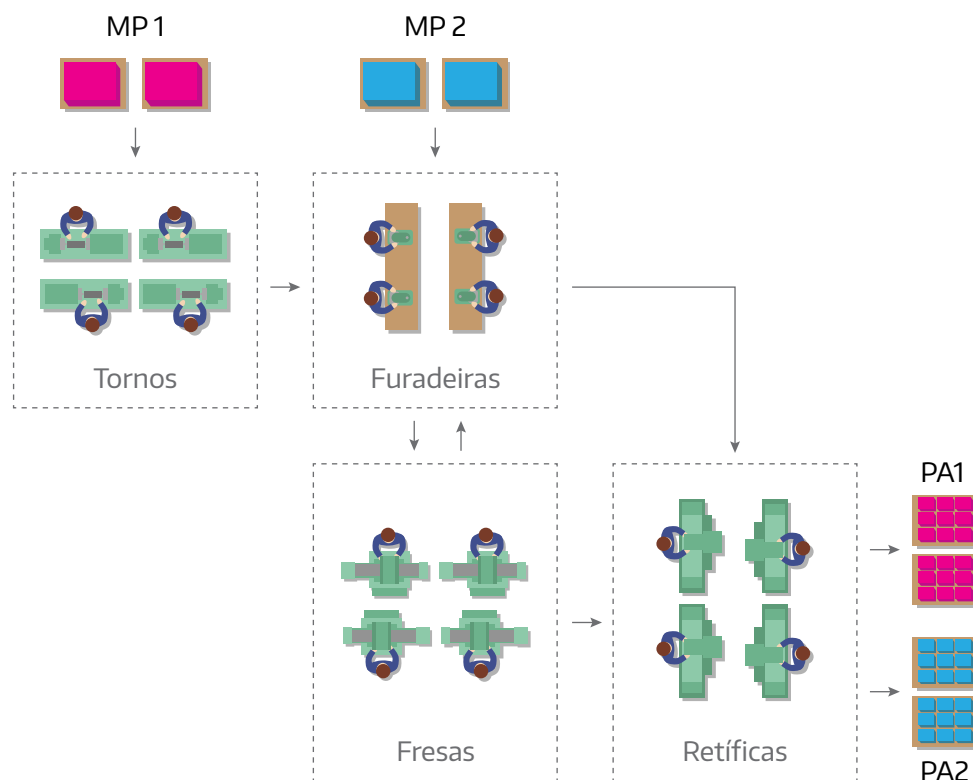 MP 1
MP 2
Tornos
Furadeiras
PA1
Fresas
Retíficas
PA2